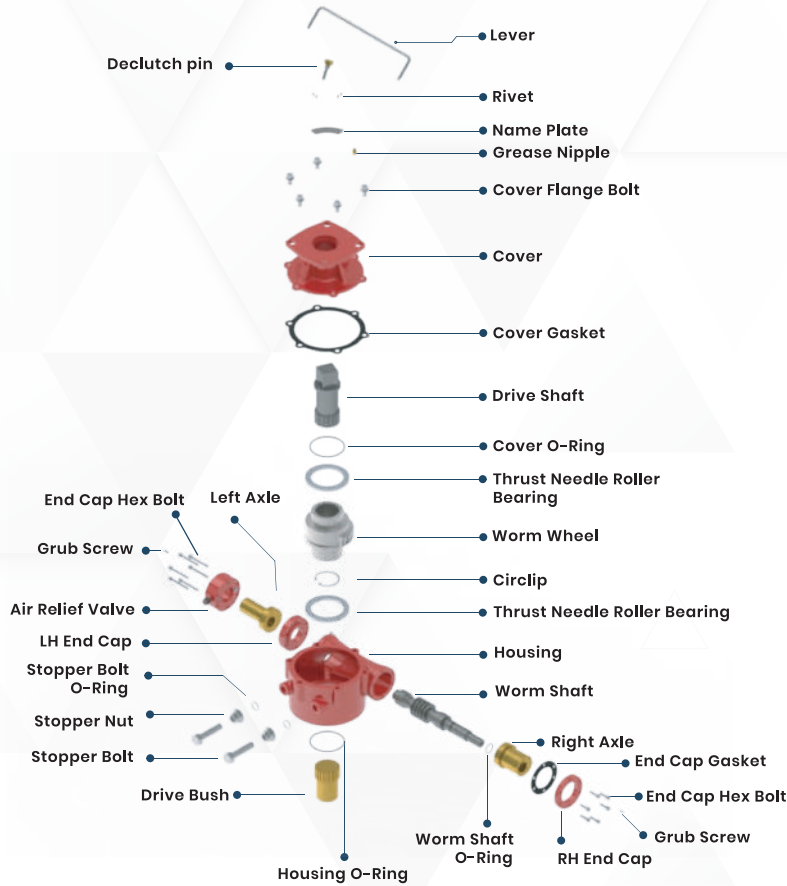 Lever
Declutch pin
Rivet
Name Plate
Grease Nipple
Cover Flange Bolt
Cover
Cover Gasket
Drive Shaft
Cover O-Ring
Thrust Needle Roller
Bearing
End Cap Hex Bolt
Left Axle
Worm Wheel
Grub Screw
Circlip
Air Relief Valve
Thrust Needle Roller Bearing
LH End Cap
Housing
Stopper Bolt
O-Ring
Worm Shaft
Stopper Nut
Right Axle
Stopper Bolt
End Cap Gasket
Drive Bush
End Cap Hex Bolt
Worm Shaft
O-Ring
Grub Screw
RH End Cap
Housing O-Ring